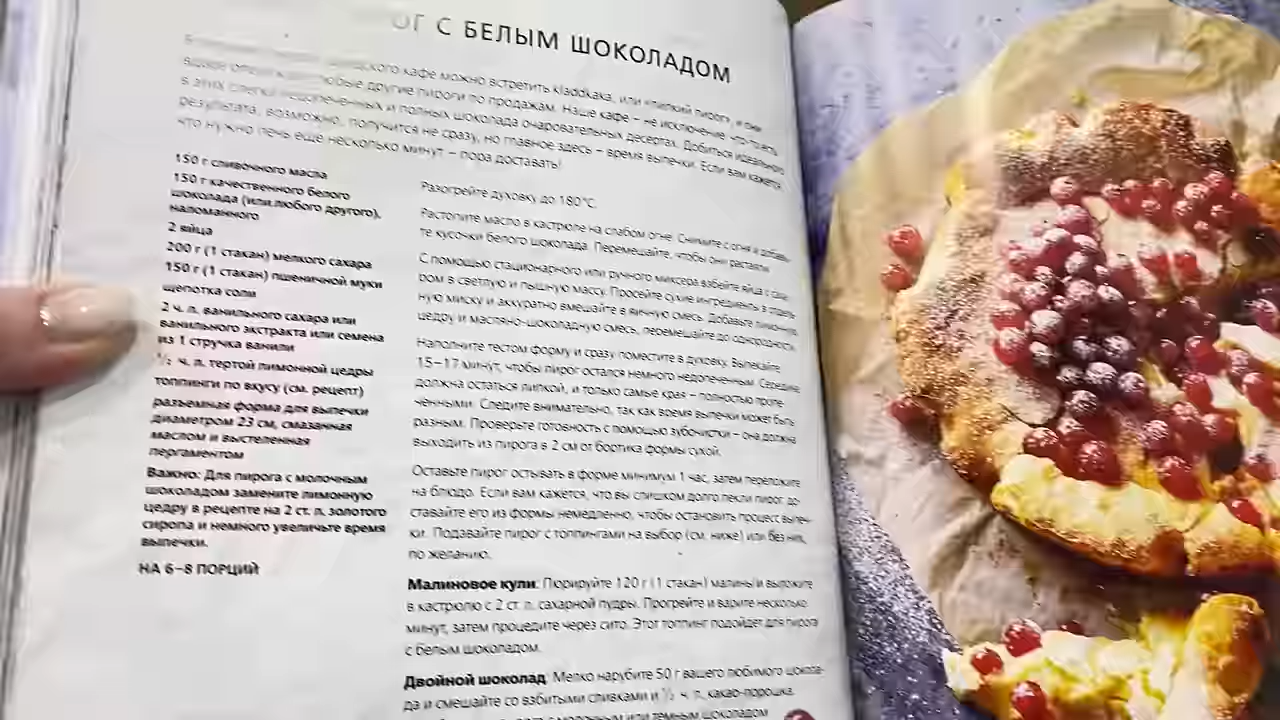 ОГ С БЕЛЫМ ШОКОЛАДОМ
кафе можно встретить kladdkaka, или «липкий пирог», и они
любые другие пироги по продажам. Наше кафе – не исключение
в этих слегка недопечённых и полных шоколада очаровательных десертах. Добиться идеального
результата, возможно, получится не сразу, но главное здесь – время выпечки. Если вам кажется,
что нужно печь еще несколько минут – пора доставать!
150 г сливочного масла
150 г качественного белого
шоколада (или любого другого),
наломанного
2 яйца
200 г (1 стакан) мелкого сахара
150 г (1 стакан) пшеничной муки
щепотка соли
2 ч. л. ванильного сахара или
ванильного экстракта или семена
из 1 стручка ванили
½ ч. л. тертой лимонной цедры
топпинги по вкусу (см. рецепт)
разъемная форма для выпечки
диаметром 23 см, смазанная
маслом и выстеленная
пергаментом
Важно: Для пирога с молочным
шоколадом замените лимонную
цедру в рецепте на 2 ст. л. золотого
сиропа и немного увеличьте время
выпечки.
НА 6–8 ПОРЦИЙ
Разогрейте духовку до 180 °C.
Растопите масло в кастрюле на слабом огне. Снимите с огня и добавь-
те кусочки белого шоколада. Перемешайте, чтобы они растаяли.
С помощью стационарного или ручного миксера взбейте яйца с саха-
ром в светлую и пышную массу. Просейте сухие ингредиенты в отдель-
ную миску и аккуратно вмешайте в яичную смесь. Добавьте лимонную
цедру и масляно-шоколадную смесь, перемешайте до однородности.
Наполните тестом форму и сразу поместите в духовку. Выпекайте
15–17 минут, чтобы пирог остался немного недопеченным. Середина
должна остаться липкой, и только самые края – полностью пропе-
ченными. Следите внимательно, так как время выпечки может быть
разным. Проверьте готовность с помощью зубочистки – она должна
выходить из пирога в 2 см от бортика формы сухой.
Оставьте пирог остывать в форме минимум 1 час, затем переложите
на блюдо. Если вам кажется, что вы слишком долго пекли пирог, до-
ставайте его из формы немедленно, чтобы остановить процесс выпеч-
ки. Подавайте пирог с топпингами на выбор (см. ниже) или без них,
по желанию.
Малиновое кули: Пюрируйте 120 г (1 стакан) малины и выложите
в кастрюлю с 2 ст. л. сахарной пудры. Прогрейте и варите несколько
минут, затем процедите через сито. Этот топпинг подойдет для пирога
с белым шоколадом.
Двойной шоколад: Мелко нарубите 50 г вашего любимого шокола-
да и смешайте со взбитыми сливками и ½ ч. л. какао-порошка.
с молочным или темным шоколадом